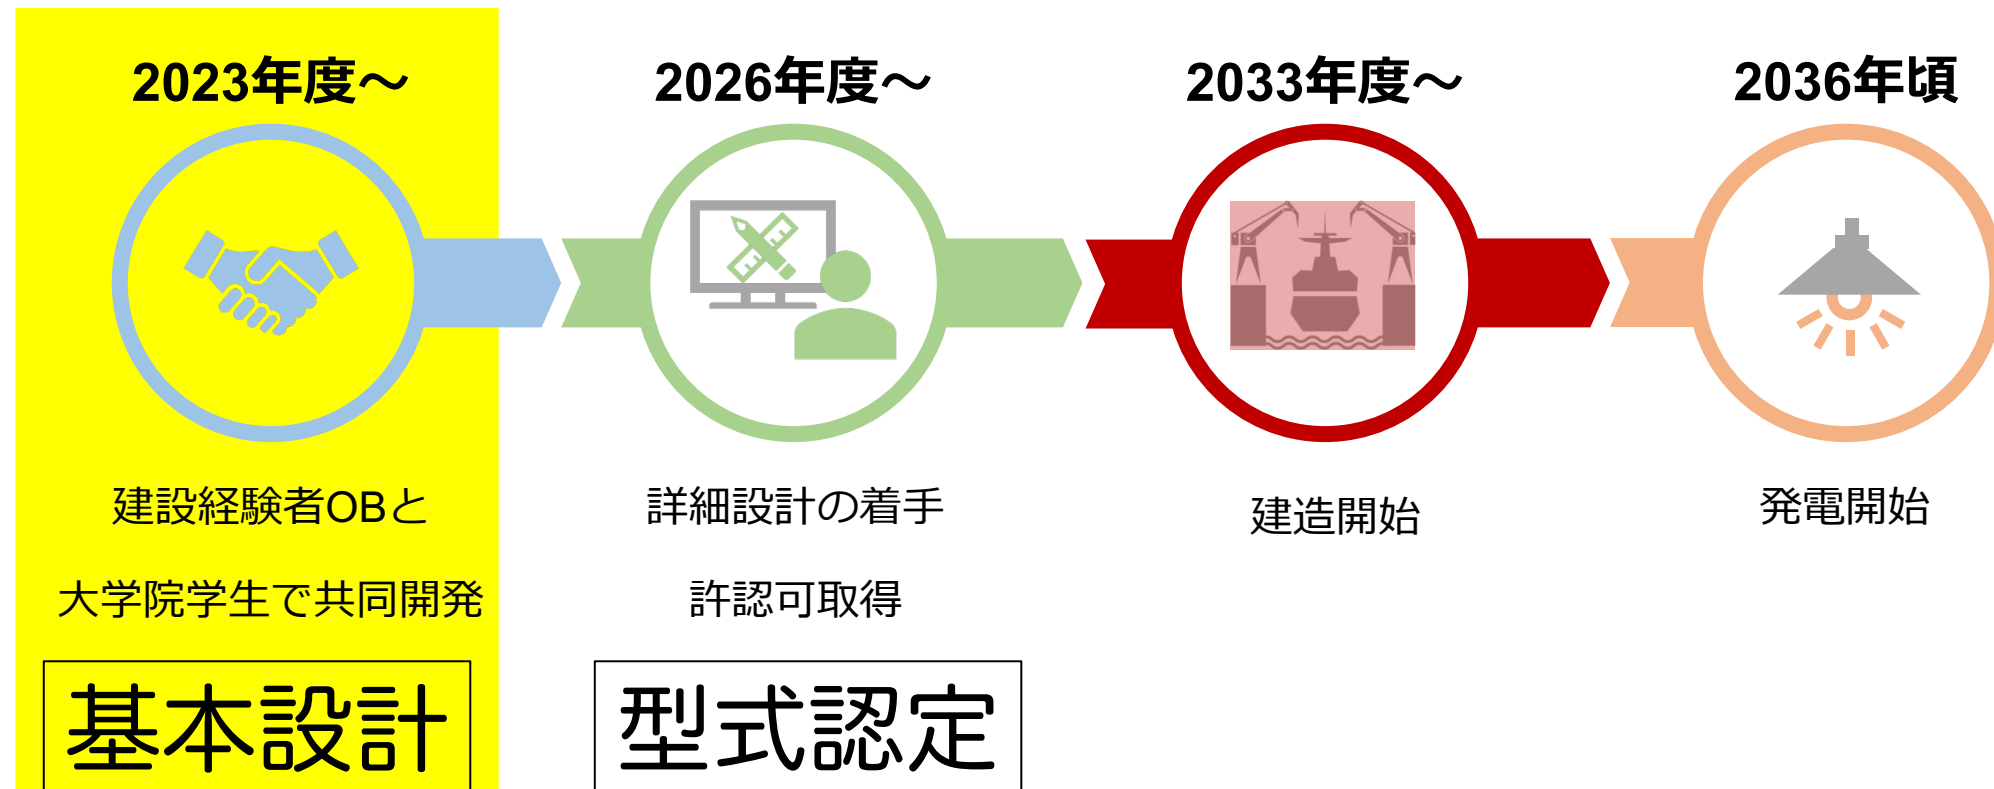 2023年度～
2026年度～
2033年度～
2036年頃
建設経験者OBと
大学院学生で共同開発
詳細設計の着手
許認可取得
建造開始
発電開始
基本設計
型式認定